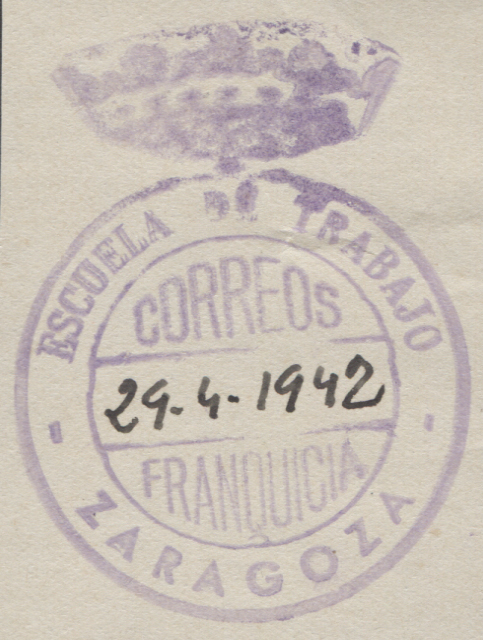 ESCUELA DE TRABAJO
CORREOS
29-4-1942
FRANQUICIA
- ZARAGOZA -